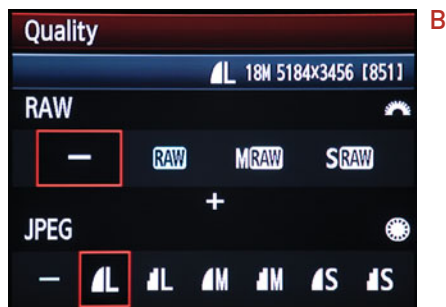 Quality
B
L 18M 5184x3456 [851]
RAW
— RAW MRAW SRAW
+
JPEG
— L L M M S S